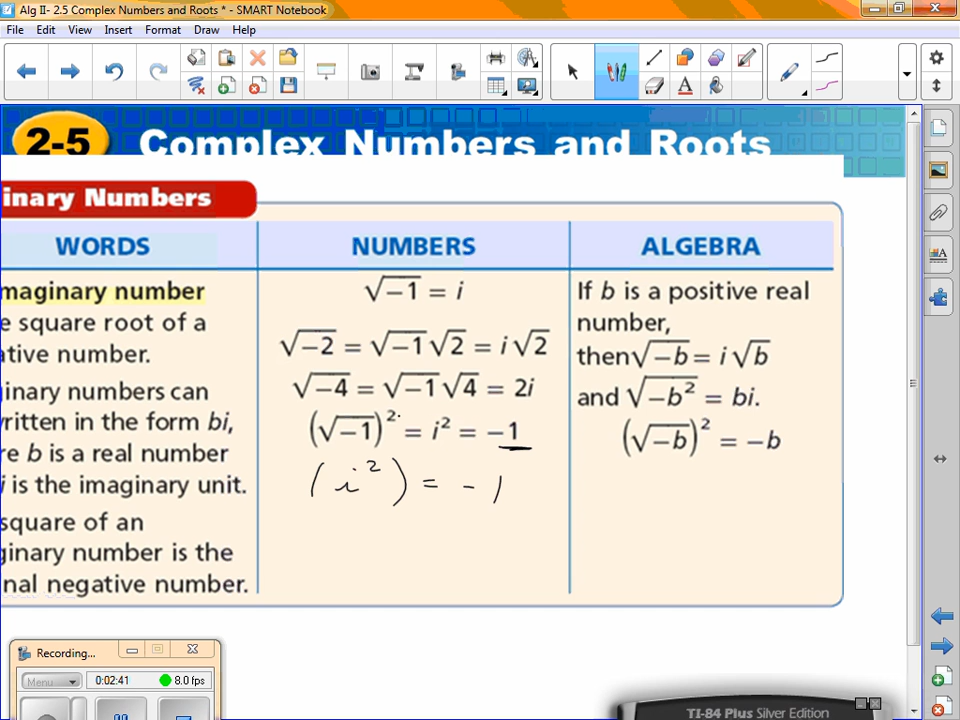 Alg II- 2.5 Complex Numbers and Roots * - SMART Notebook
File Edit View Insert Format Draw Help
2-5 Complex Numbers and Roots
inary Numbers
WORDS
maginary number
e square root of a
ative number.
ginary numbers can
written in the form bi,
re b is a real number
i is the imaginary unit.
square of an
ginary number is the
nal negative number.
NUMBERS
√−1 = i
√−2 = √−1√2 = i√2
√−4 = √−1√4 = 2i
(√−1)² = i² = −1
(i²) = -1
ALGEBRA
If b is a positive real
number,
then√−b = i√b
and √−b² = bi.
(√−b)² = −b
Recording...
Menu 0:02:41 8.0 fps
TI-84 Plus Silver Edition